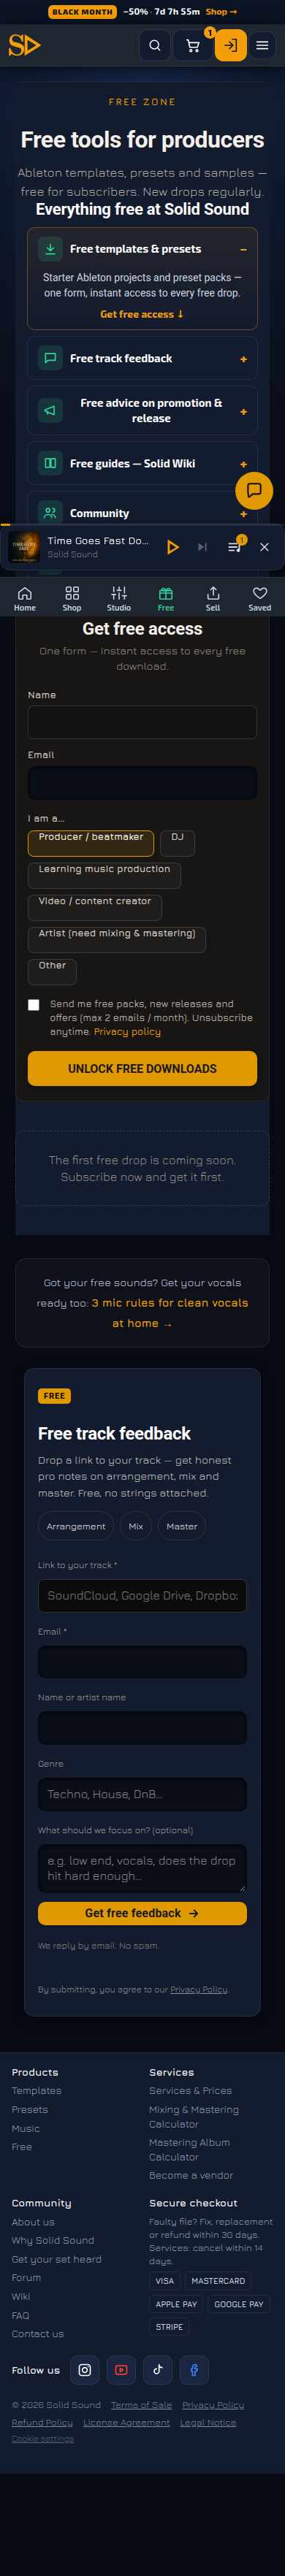 BLACK MONTH −50% · 7d 7h 55m Shop →
1
FREE ZONE
Free tools for producers
Ableton templates, presets and samples —
free for subscribers. New drops regularly.
Everything free at Solid Sound
Free templates & presets −
Starter Ableton projects and preset packs —
one form, instant access to every free drop.
Get free access ↓
Free track feedback +
Free advice on promotion &
release +
Free guides — Solid Wiki +
Community +
Time Goes Fast Do...
Solid Sound
1
Home Shop Studio Free Sell Saved
Get free access
One form — instant access to every free
download.
Name
Email
I am a...
Producer / beatmaker DJ
Learning music production
Video / content creator
Artist (need mixing & mastering)
Other
Send me free packs, new releases and
offers (max 2 emails / month). Unsubscribe
anytime. Privacy policy
UNLOCK FREE DOWNLOADS
The first free drop is coming soon.
Subscribe now and get it first.
Got your free sounds? Get your vocals
ready too: 3 mic rules for clean vocals
at home →
FREE
Free track feedback
Drop a link to your track — get honest
pro notes on arrangement, mix and
master. Free, no strings attached.
Arrangement Mix Master
Link to your track *
SoundCloud, Google Drive, Dropbo
Email *
Name or artist name
Genre
Techno, House, DnB...
What should we focus on? (optional)
e.g. low end, vocals, does the drop
hit hard enough...
Get free feedback →
We reply by email. No spam.
By submitting, you agree to our Privacy Policy.
Products
Templates
Presets
Music
Free
Services
Services & Prices
Mixing & Mastering
Calculator
Mastering Album
Calculator
Become a vendor
Community
About us
Why Solid Sound
Get your set heard
Forum
Wiki
FAQ
Contact us
Secure checkout
Faulty file? Fix, replacement
or refund within 30 days.
Services: cancel within 14
days.
VISA MASTERCARD
APPLE PAY GOOGLE PAY
STRIPE
Follow us
© 2026 Solid Sound Terms of Sale Privacy Policy
Refund Policy License Agreement Legal Notice
Cookie settings